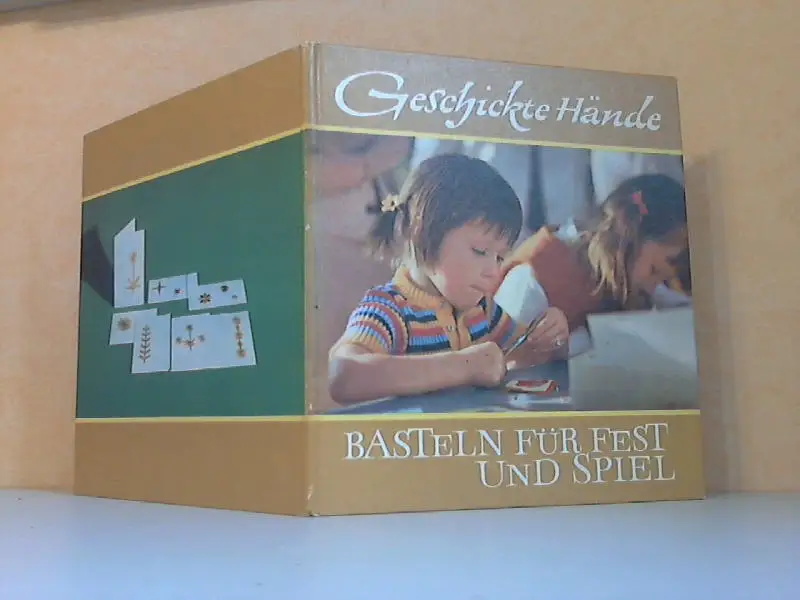 Geschickte Hände
BASTELN FÜR FEST
UND SPIEL